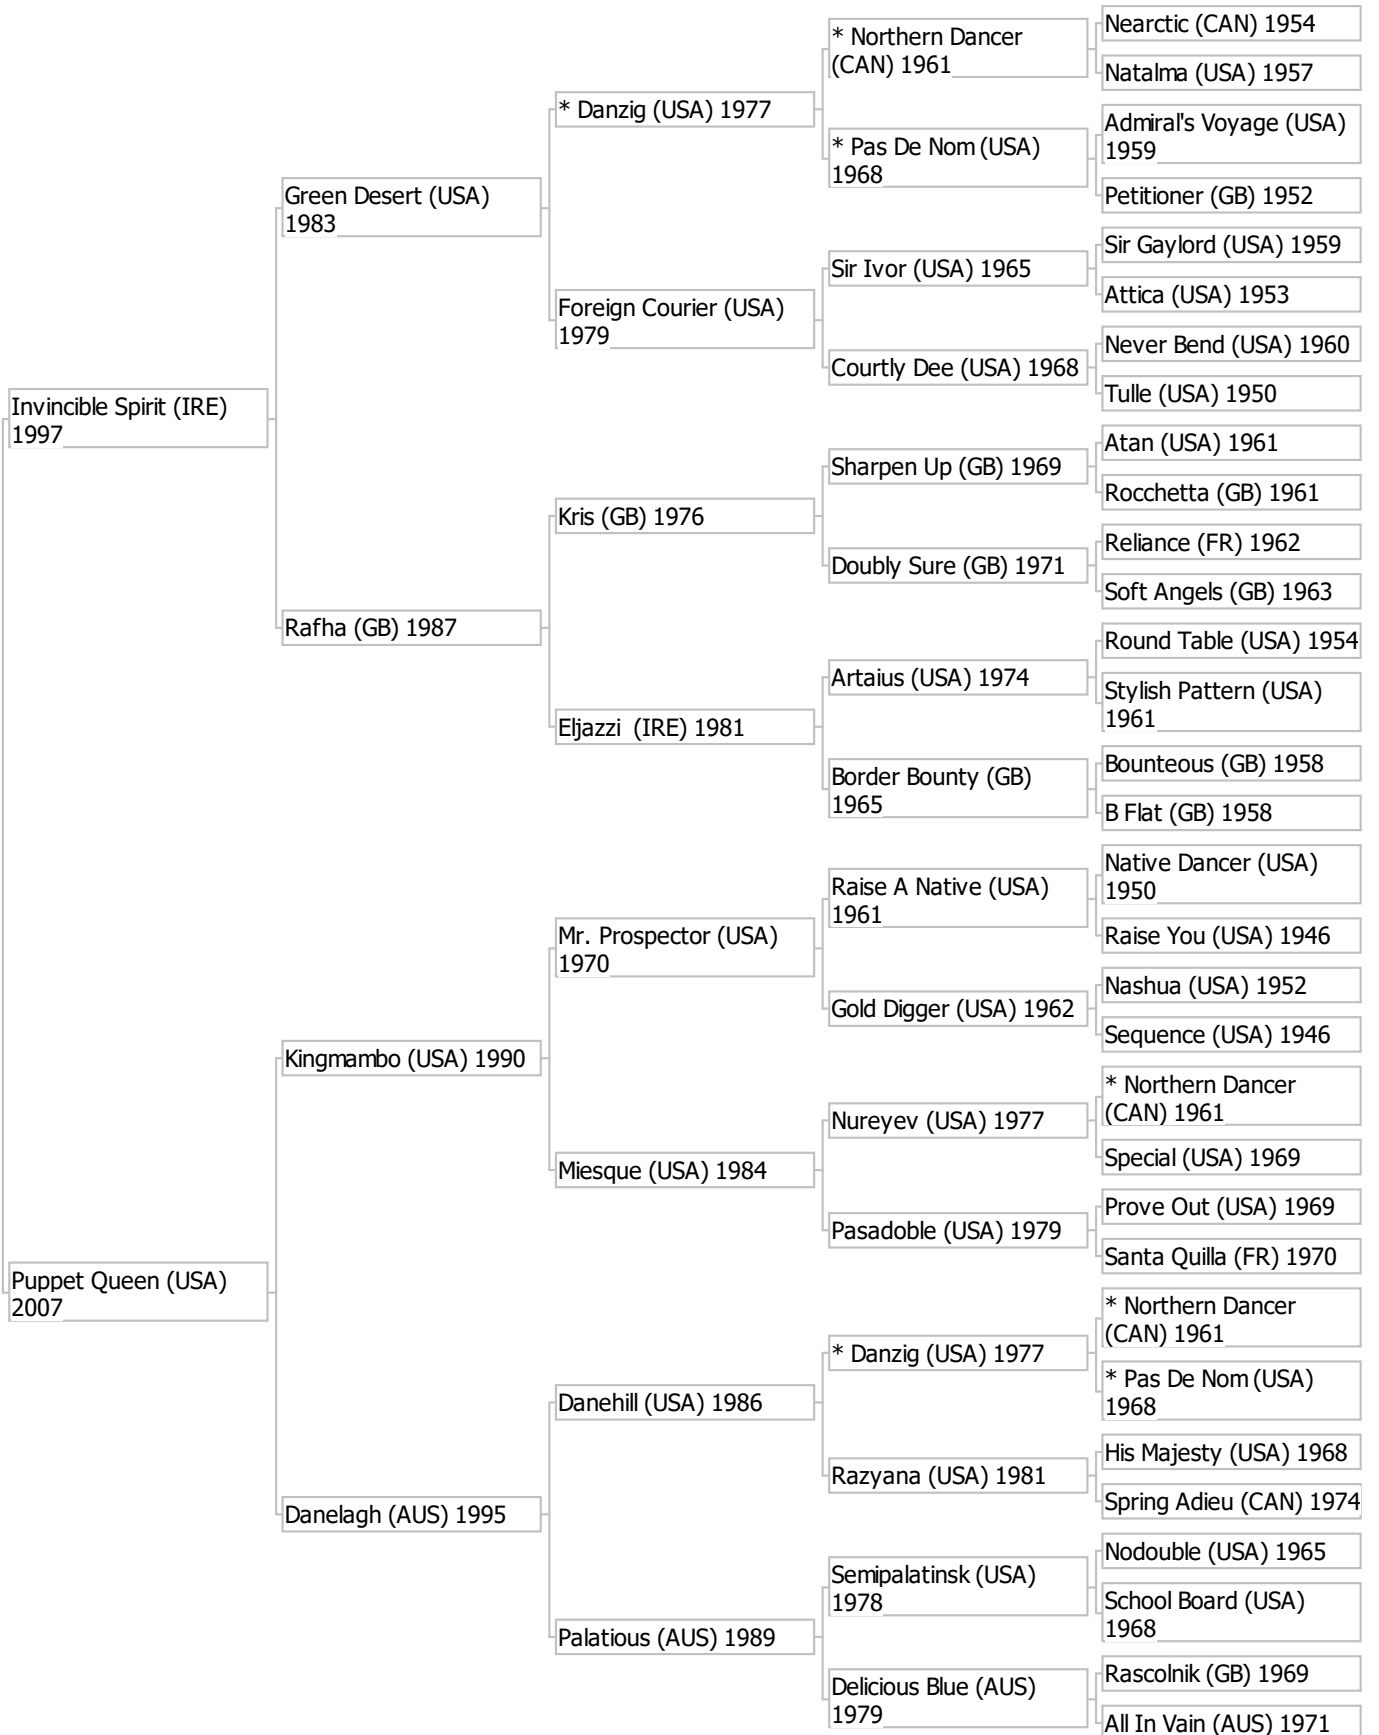 Invincible Spirit (IRE)
1997
Puppet Queen (USA)
2007
Green Desert (USA)
1983
Rafha (GB) 1987
Kingmambo (USA) 1990
Danelagh (AUS) 1995
* Danzig (USA) 1977
Foreign Courier (USA)
1979
Kris (GB) 1976
Eljazzi  (IRE) 1981
Mr. Prospector (USA)
1970
Miesque (USA) 1984
Danehill (USA) 1986
Palatious (AUS) 1989
* Northern Dancer
(CAN) 1961
* Pas De Nom (USA)
1968
Sir Ivor (USA) 1965
Courtly Dee (USA) 1968
Sharpen Up (GB) 1969
Doubly Sure (GB) 1971
Artaius (USA) 1974
Border Bounty (GB)
1965
Raise A Native (USA)
1961
Gold Digger (USA) 1962
Nureyev (USA) 1977
Pasadoble (USA) 1979
* Danzig (USA) 1977
Razyana (USA) 1981
Semipalatinsk (USA)
1978
Delicious Blue (AUS)
1979
Nearctic (CAN) 1954
Natalma (USA) 1957
Admiral's Voyage (USA)
1959
Petitioner (GB) 1952
Sir Gaylord (USA) 1959
Attica (USA) 1953
Never Bend (USA) 1960
Tulle (USA) 1950
Atan (USA) 1961
Rocchetta (GB) 1961
Reliance (FR) 1962
Soft Angels (GB) 1963
Round Table (USA) 1954
Stylish Pattern (USA)
1961
Bounteous (GB) 1958
B Flat (GB) 1958
Native Dancer (USA)
1950
Raise You (USA) 1946
Nashua (USA) 1952
Sequence (USA) 1946
* Northern Dancer
(CAN) 1961
Special (USA) 1969
Prove Out (USA) 1969
Santa Quilla (FR) 1970
* Northern Dancer
(CAN) 1961
* Pas De Nom (USA)
1968
His Majesty (USA) 1968
Spring Adieu (CAN) 1974
Nodouble (USA) 1965
School Board (USA)
1968
Rascolnik (GB) 1969
All In Vain (AUS) 1971